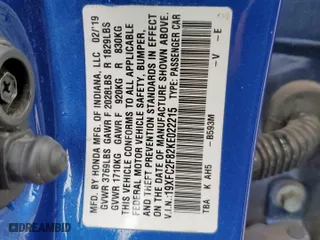 MFD. BY HONDA MFG. OF INDIANA, LLC 02/19
GVWR 3769LBS GAWR F 2028LBS R 1829LBS
GVWR 1710KG GAWR F 920KG R 830KG
THIS VEHICLE CONFORMS TO ALL APPLICABLE
FEDERAL MOTOR VEHICLE SAFETY, BUMPER,
AND THEFT PREVENTION STANDARDS IN EFFECT
ON THE DATE OF MANUFACTURE SHOWN ABOVE.
V.I.N.:19XFC2F82KE022215 TYPE:PASSENGER CAR
B593M - V - E
TBA K AH5